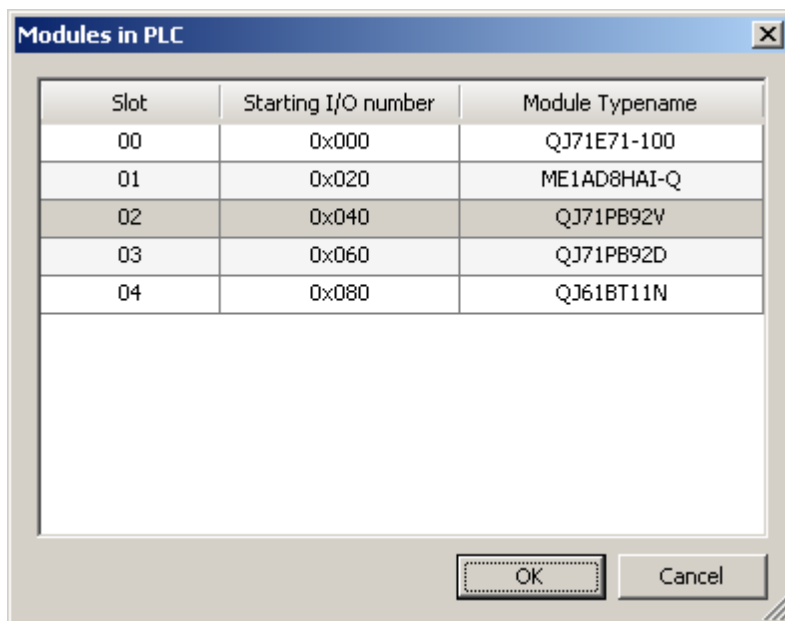 Modules in PLC
Slot Starting I/O number Module Typename
00 0x000 QJ71E71-100
01 0x020 ME1AD8HAI-Q
02 0x040 QJ71PB92V
03 0x060 QJ71PB92D
04 0x080 QJ61BT11N
OK Cancel